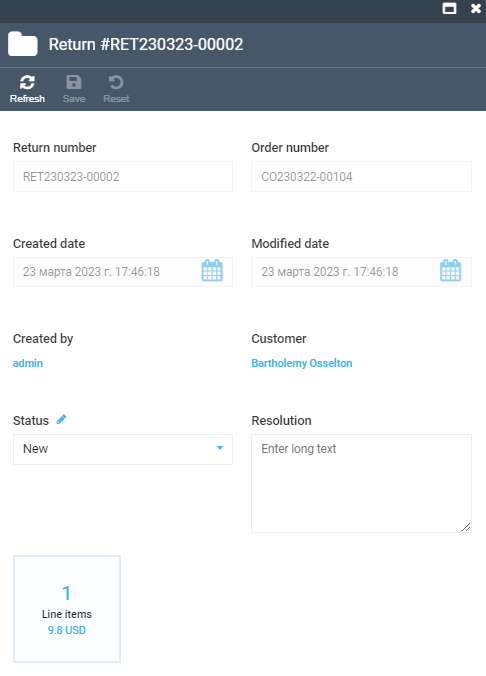 Return #RET230323-00002
Refresh Save Reset
Return number Order number
RET230323-00002 CO230322-00104
Created date Modified date
23 марта 2023 г. 17:46:18 23 марта 2023 г. 17:46:18
Created by Customer
admin Bartholemy Osselton
Status Resolution
New Enter long text
1
Line items
9.8 USD